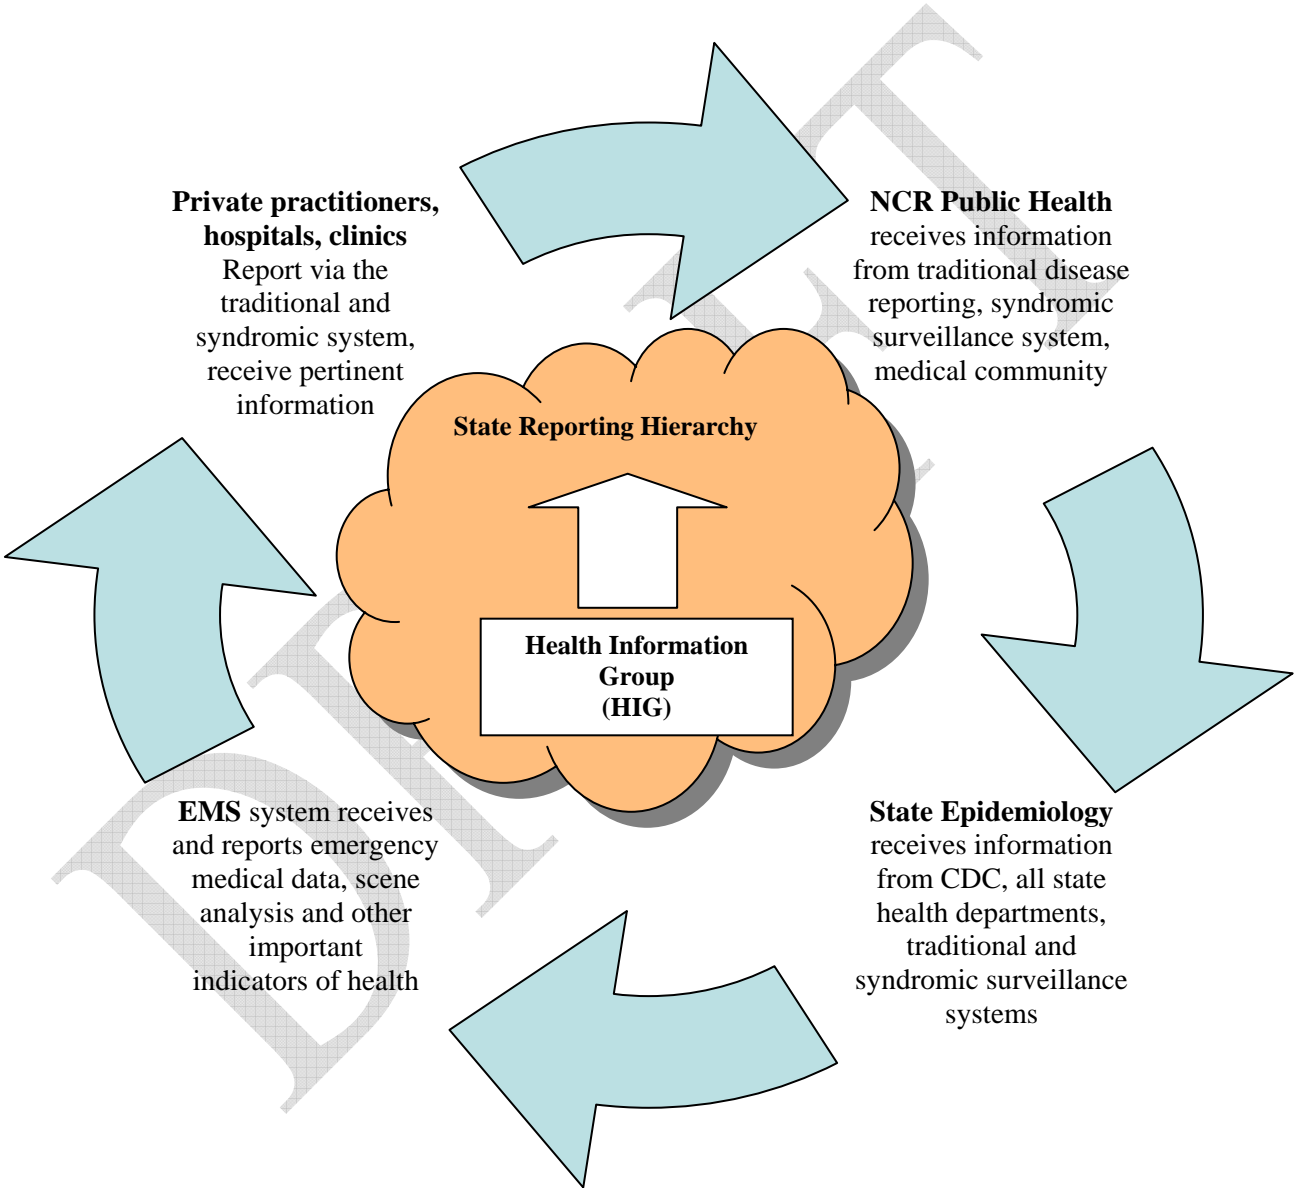 Private practitioners,
hospitals, clinics
Report via the
traditional and
syndromic system,
receive pertinent
information
NCR Public Health
receives information
from traditional disease
reporting, syndromic
surveillance system,
medical community
State Reporting Hierarchy
Health Information
Group
(HIG)
EMS system receives
and reports emergency
medical data, scene
analysis and other
important
indicators of health
State Epidemiology
receives information
from CDC, all state
health departments,
traditional and
syndromic surveillance
systems
DRAFT